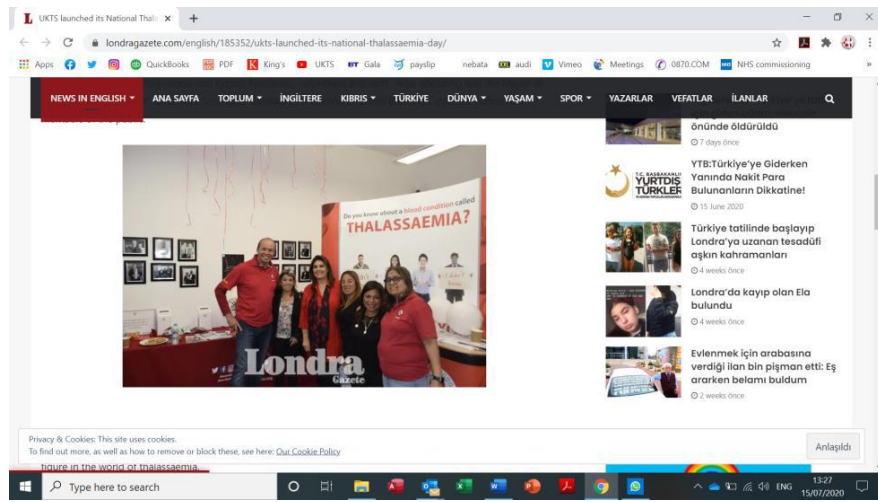 UKTS launched its National Thala
londragazete.com/english/185352/ukts-launched-its-national-thalassaemia-day/
Apps
QuickBooks
PDF
King's
UKTS
BT Gala
payslip
nebata
audi
Vimeo
Meetings
0870.COM
NHS commissioning
»
NEWS IN ENGLISH
ANA SAYFA
TOPLUM
İNGİLTERE
KIBRIS
TÜRKİYE
DÜNYA
YAŞAM
SPOR
YAZARLAR
VEFATLAR
İLANLAR
önünde öldürüldü
7 days önce
Do you know about a blood condition called
THALASSAEMIA?
Londra
Gazete
T.C. BAŞBAKANLIK
YURTDIŞI
TÜRKLER
YTB:Türkiye'ye Giderken
Yanında Nakit Para
Bulunanların Dikkatine!
15 June 2020
Türkiye tatilinde başlayıp
Londra'ya uzanan tesadüfi
aşkın kahramanları
4 weeks önce
Londra'da kayıp olan Ela
bulundu
4 weeks önce
Evlenmek için arabasına
verdiği ilan bin pişman etti: Eş
ararken belamı buldum
2 weeks önce
Privacy & Cookies: This site uses cookies.
To find out more, as well as how to remove or block these, see here: Our Cookie Policy
Anlaşıldı
figure in the world of thalassaemia.
Type here to search
ENG
13:27
15/07/2020